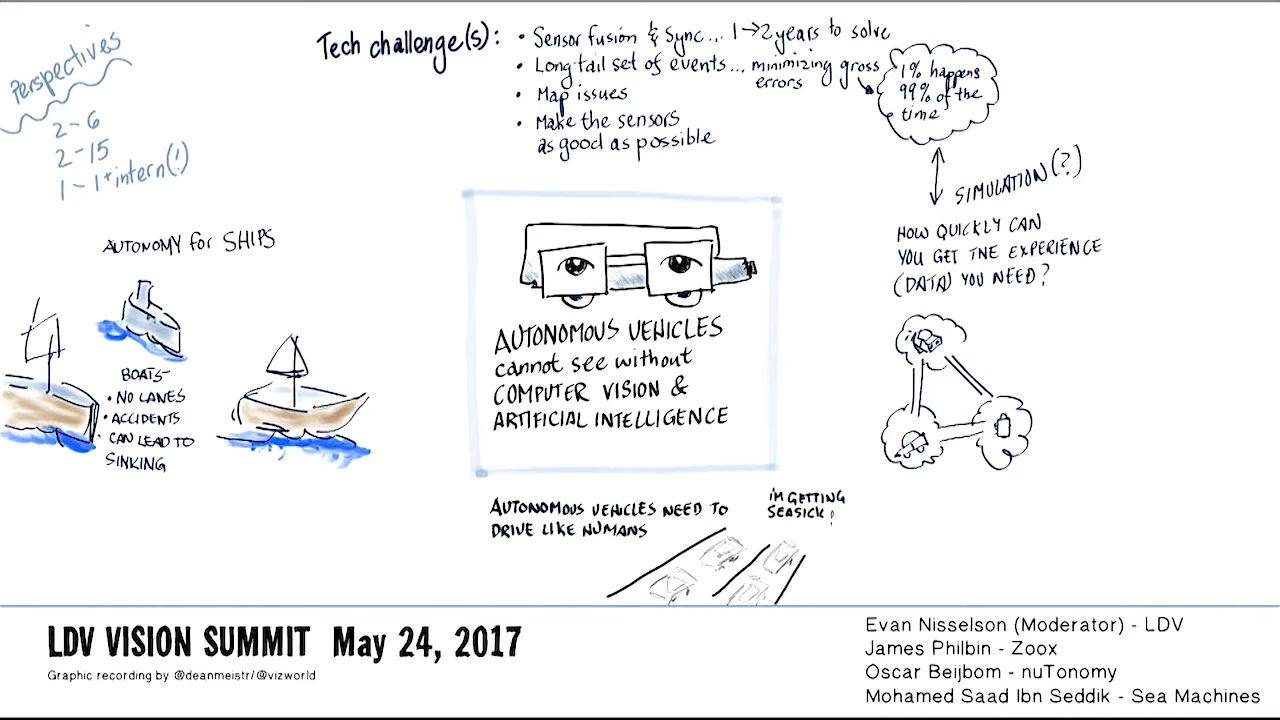 Perspectives
2 - 6
2 - 15
1 - 1 + intern(!)
Tech challenge(s):
• Sensor fusion & Sync... 1→2 years to solve
• Long tail set of events... minimizing gross
errors
• Map issues
• Make the sensors
as good as possible
1% happens
99% of the
time
SIMULATION(?)
HOW QUICKLY CAN
YOU GET THE EXPERIENCE
(DATA) YOU NEED?
AUTONOMY for SHIPS
BOATS-
• NO LANES
• ACCIDENTS
CAN LEAD TO
SINKING
AUTONOMOUS VEHICLES
cannot see without
COMPUTER VISION &
ARTIFICIAL INTELLIGENCE
AUTONOMOUS VEHICLES NEED TO
DRIVE LIKE HUMANS
I'M GETTING
SEASICK!
LDV VISION SUMMIT May 24, 2017
Graphic recording by @deanmeistr/@vizworld
Evan Nisselson (Moderator) - LDV
James Philbin - Zoox
Oscar Beijbom - nuTonomy
Mohamed Saad Ibn Seddik - Sea Machines